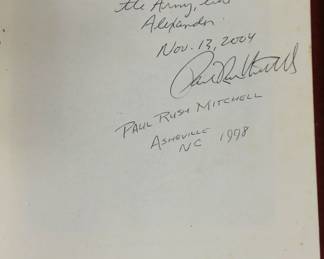 the Army, 
Alexander.
Nov. 13, 2004
PAUL RUSH MITCHELL
ASHEVILLE
NC 1998